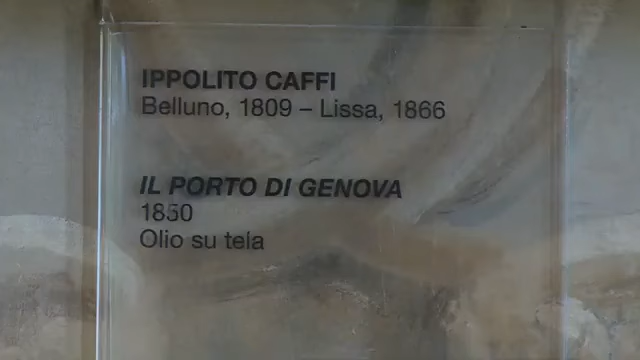 IPPOLITO CAFFI
Belluno, 1809 – Lissa, 1866
IL PORTO DI GENOVA
1850
Olio su tela